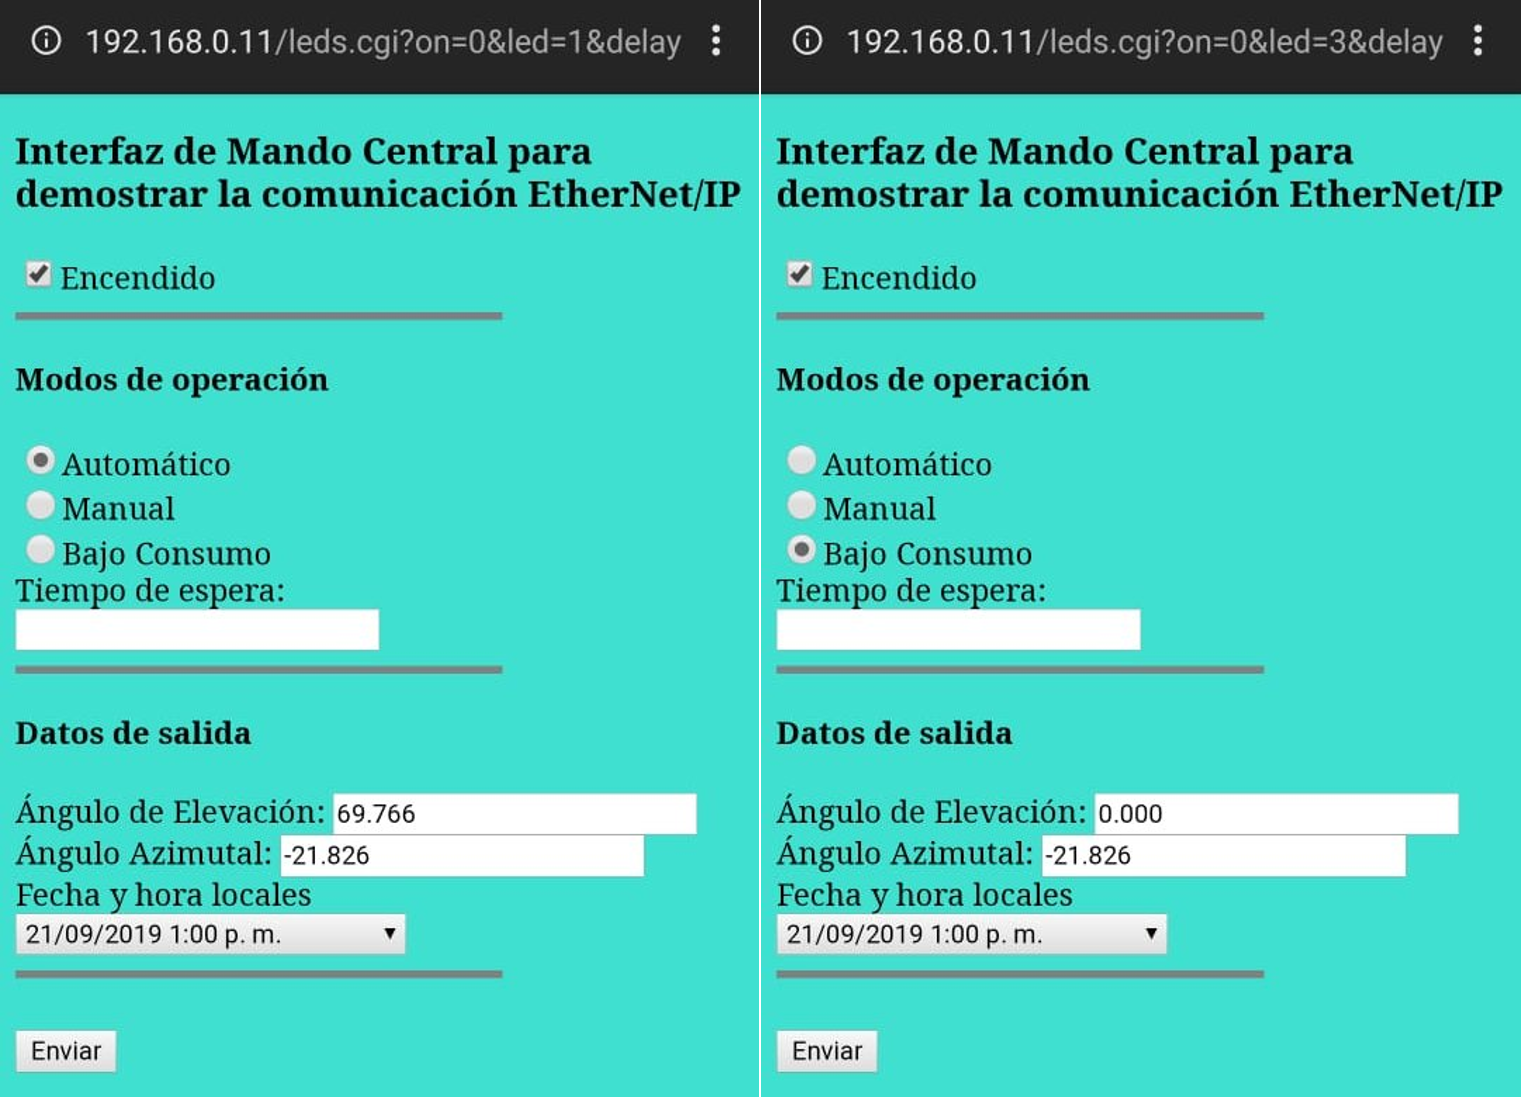 192.168.0.11/leds.cgi?on=0&led=1&delay
Interfaz de Mando Central para
demostrar la comunicación EtherNet/IP
Encendido
Modos de operación
Automático
Manual
Bajo Consumo
Tiempo de espera:
Datos de salida
Ángulo de Elevación: 69.766
Ángulo Azimutal: -21.826
Fecha y hora locales
21/09/2019 1:00 p. m.
Enviar
192.168.0.11/leds.cgi?on=0&led=3&delay
Interfaz de Mando Central para
demostrar la comunicación EtherNet/IP
Encendido
Modos de operación
Automático
Manual
Bajo Consumo
Tiempo de espera:
Datos de salida
Ángulo de Elevación: 0.000
Ángulo Azimutal: -21.826
Fecha y hora locales
21/09/2019 1:00 p. m.
Enviar